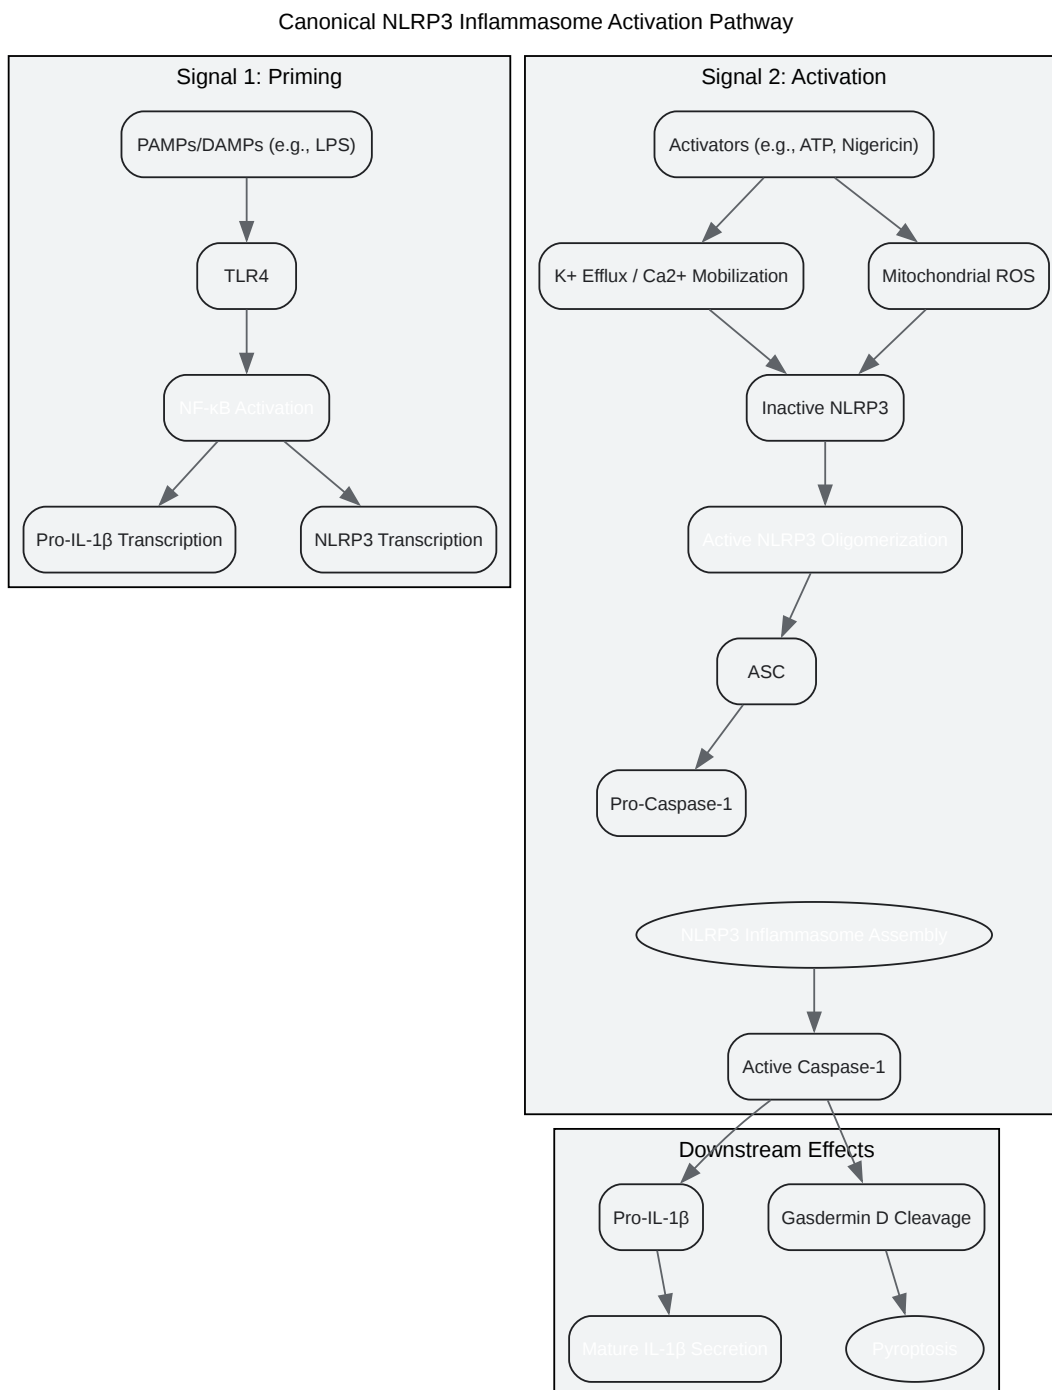 Canonical NLRP3 Inflammasome Activation Pathway
Signal 1: Priming
PAMPs/DAMPs (e.g., LPS)
TLR4
NF-κB Activation
Pro-IL-1β Transcription
NLRP3 Transcription
Signal 2: Activation
Activators (e.g., ATP, Nigericin)
K+ Efflux / Ca2+ Mobilization
Mitochondrial ROS
Inactive NLRP3
Active NLRP3 Oligomerization
ASC
Pro-Caspase-1
NLRP3 Inflammasome Assembly
Active Caspase-1
Downstream Effects
Pro-IL-1β
Gasdermin D Cleavage
Mature IL-1β Secretion
Pyroptosis